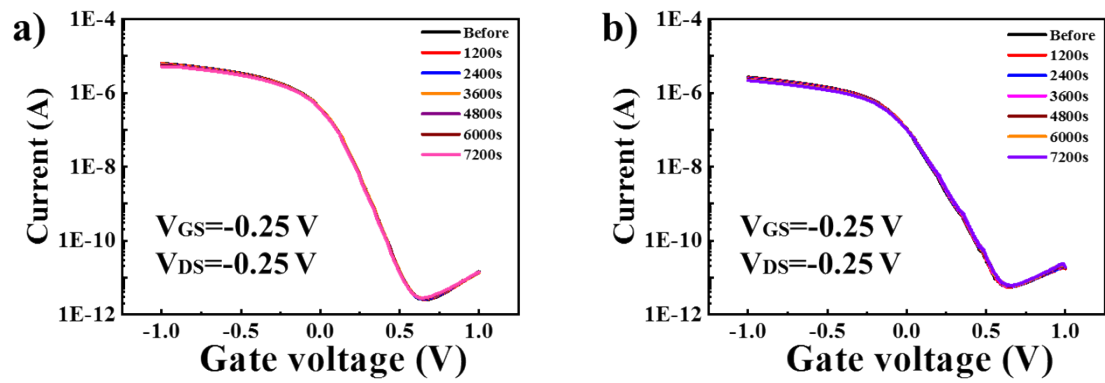 a)
1E-4
1E-6
1E-8
1E-10
1E-12
Current (A)
-1.0
-0.5
0.0
0.5
1.0
Gate voltage (V)
Before
1200s
2400s
3600s
4800s
6000s
7200s
VGS=-0.25 V
VDS=-0.25 V
b)
1E-4
1E-6
1E-8
1E-10
1E-12
Current (A)
-1.0
-0.5
0.0
0.5
1.0
Gate voltage (V)
Before
1200s
2400s
3600s
4800s
6000s
7200s
VGS=-0.25 V
VDS=-0.25 V